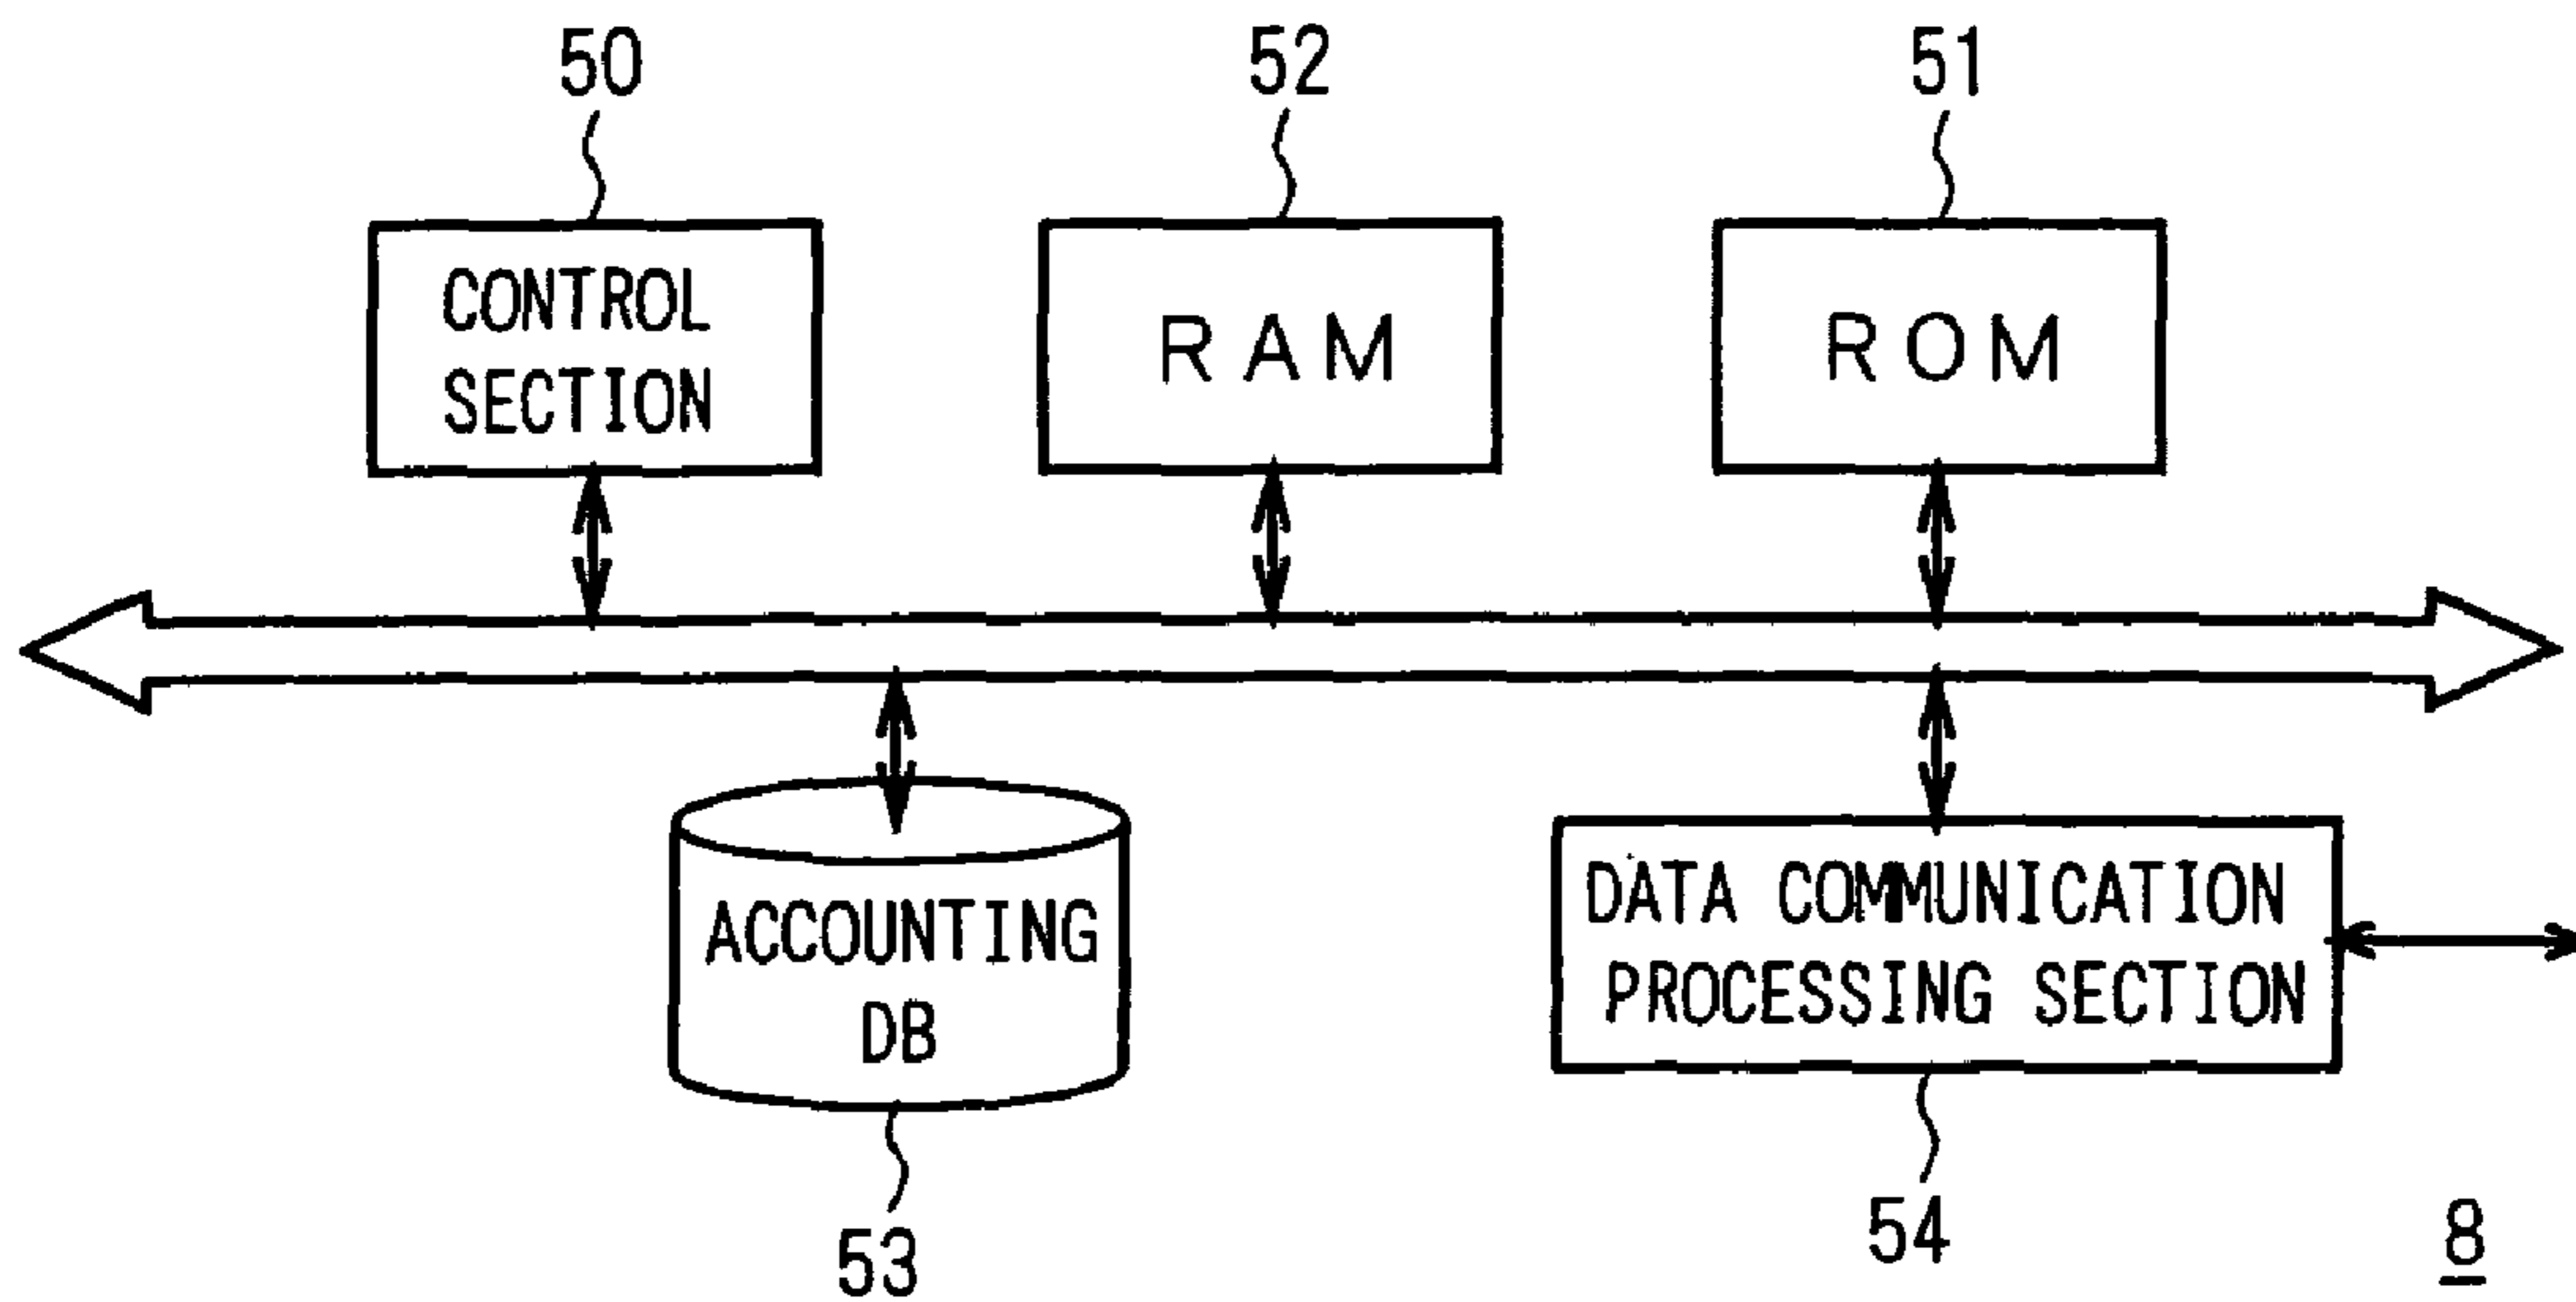 50
52
51
CONTROL
SECTION
RAM
ROM
ACCOUNTING
DB
DATA COMMUNICATION
PROCESSING SECTION
53
54
8